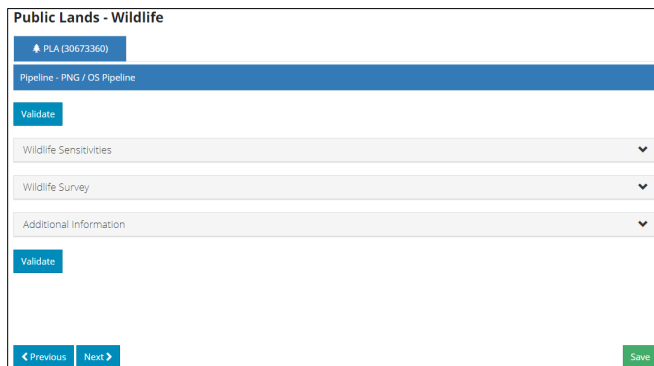 Public Lands - Wildlife
PLA (30673360)
Pipeline - PNG / OS Pipeline
Validate
Wildlife Sensitivities
Wildlife Survey
Additional Information
Validate
Previous Next Save